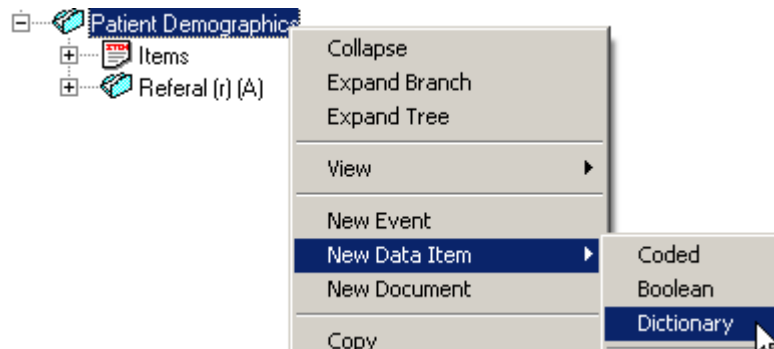 Patient Demographics
Items
Referal (r) (A)
Collapse
Expand Branch
Expand Tree
View
New Event
New Data Item
New Document
Copy
Coded
Boolean
Dictionary